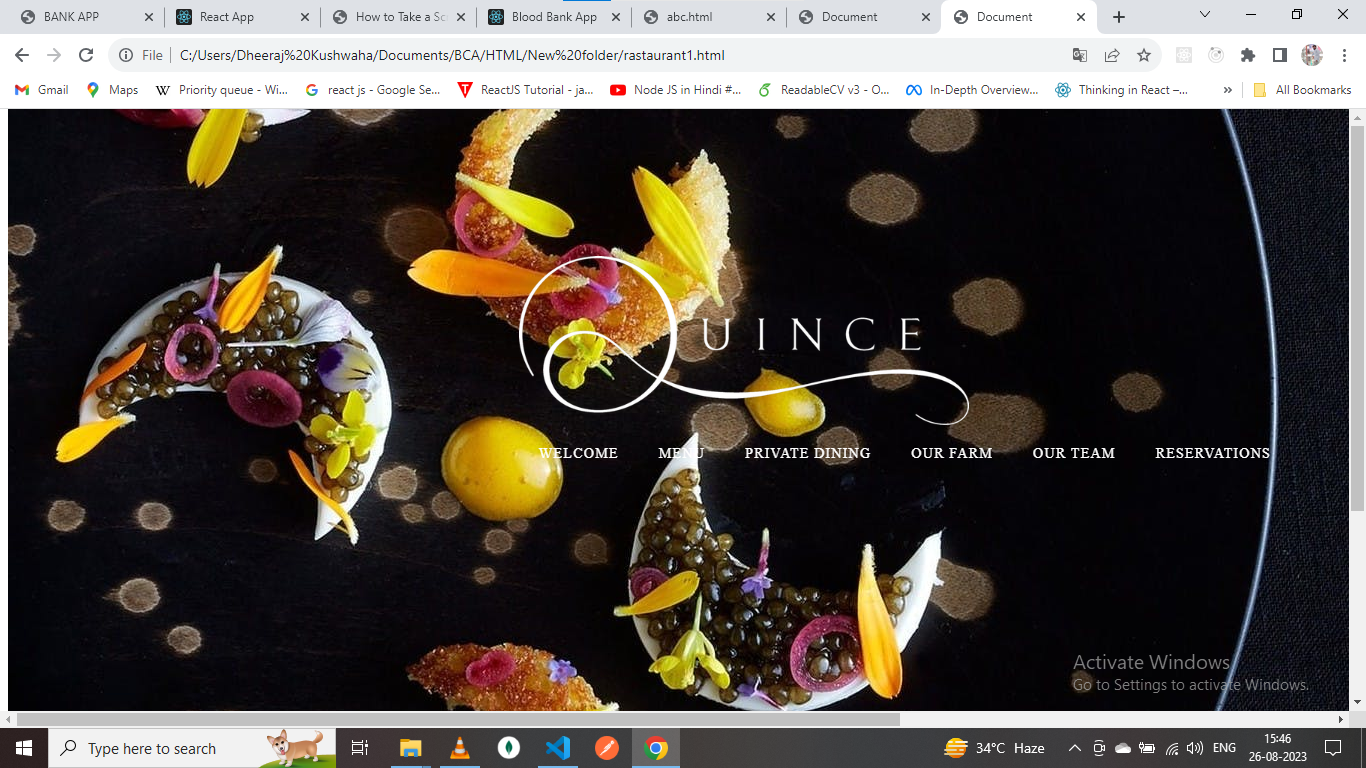 BANK APP
React App
How to Take a Sc
Blood Bank App
abc.html
Document
Document
File
C:/Users/Dheeraj%20Kushwaha/Documents/BCA/HTML/New%20folder/rastaurant1.html
Gmail
Maps
Priority queue - Wi...
react js - Google Se...
ReactJS Tutorial - ja...
Node JS in Hindi #...
ReadableCV v3 - O...
In-Depth Overview...
Thinking in React –...
»
All Bookmarks
QUINCE
WELCOME MENU PRIVATE DINING OUR FARM OUR TEAM RESERVATIONS
Activate Windows
Go to Settings to activate Windows.
Type here to search
34°C Haze
ENG
15:46
26-08-2023